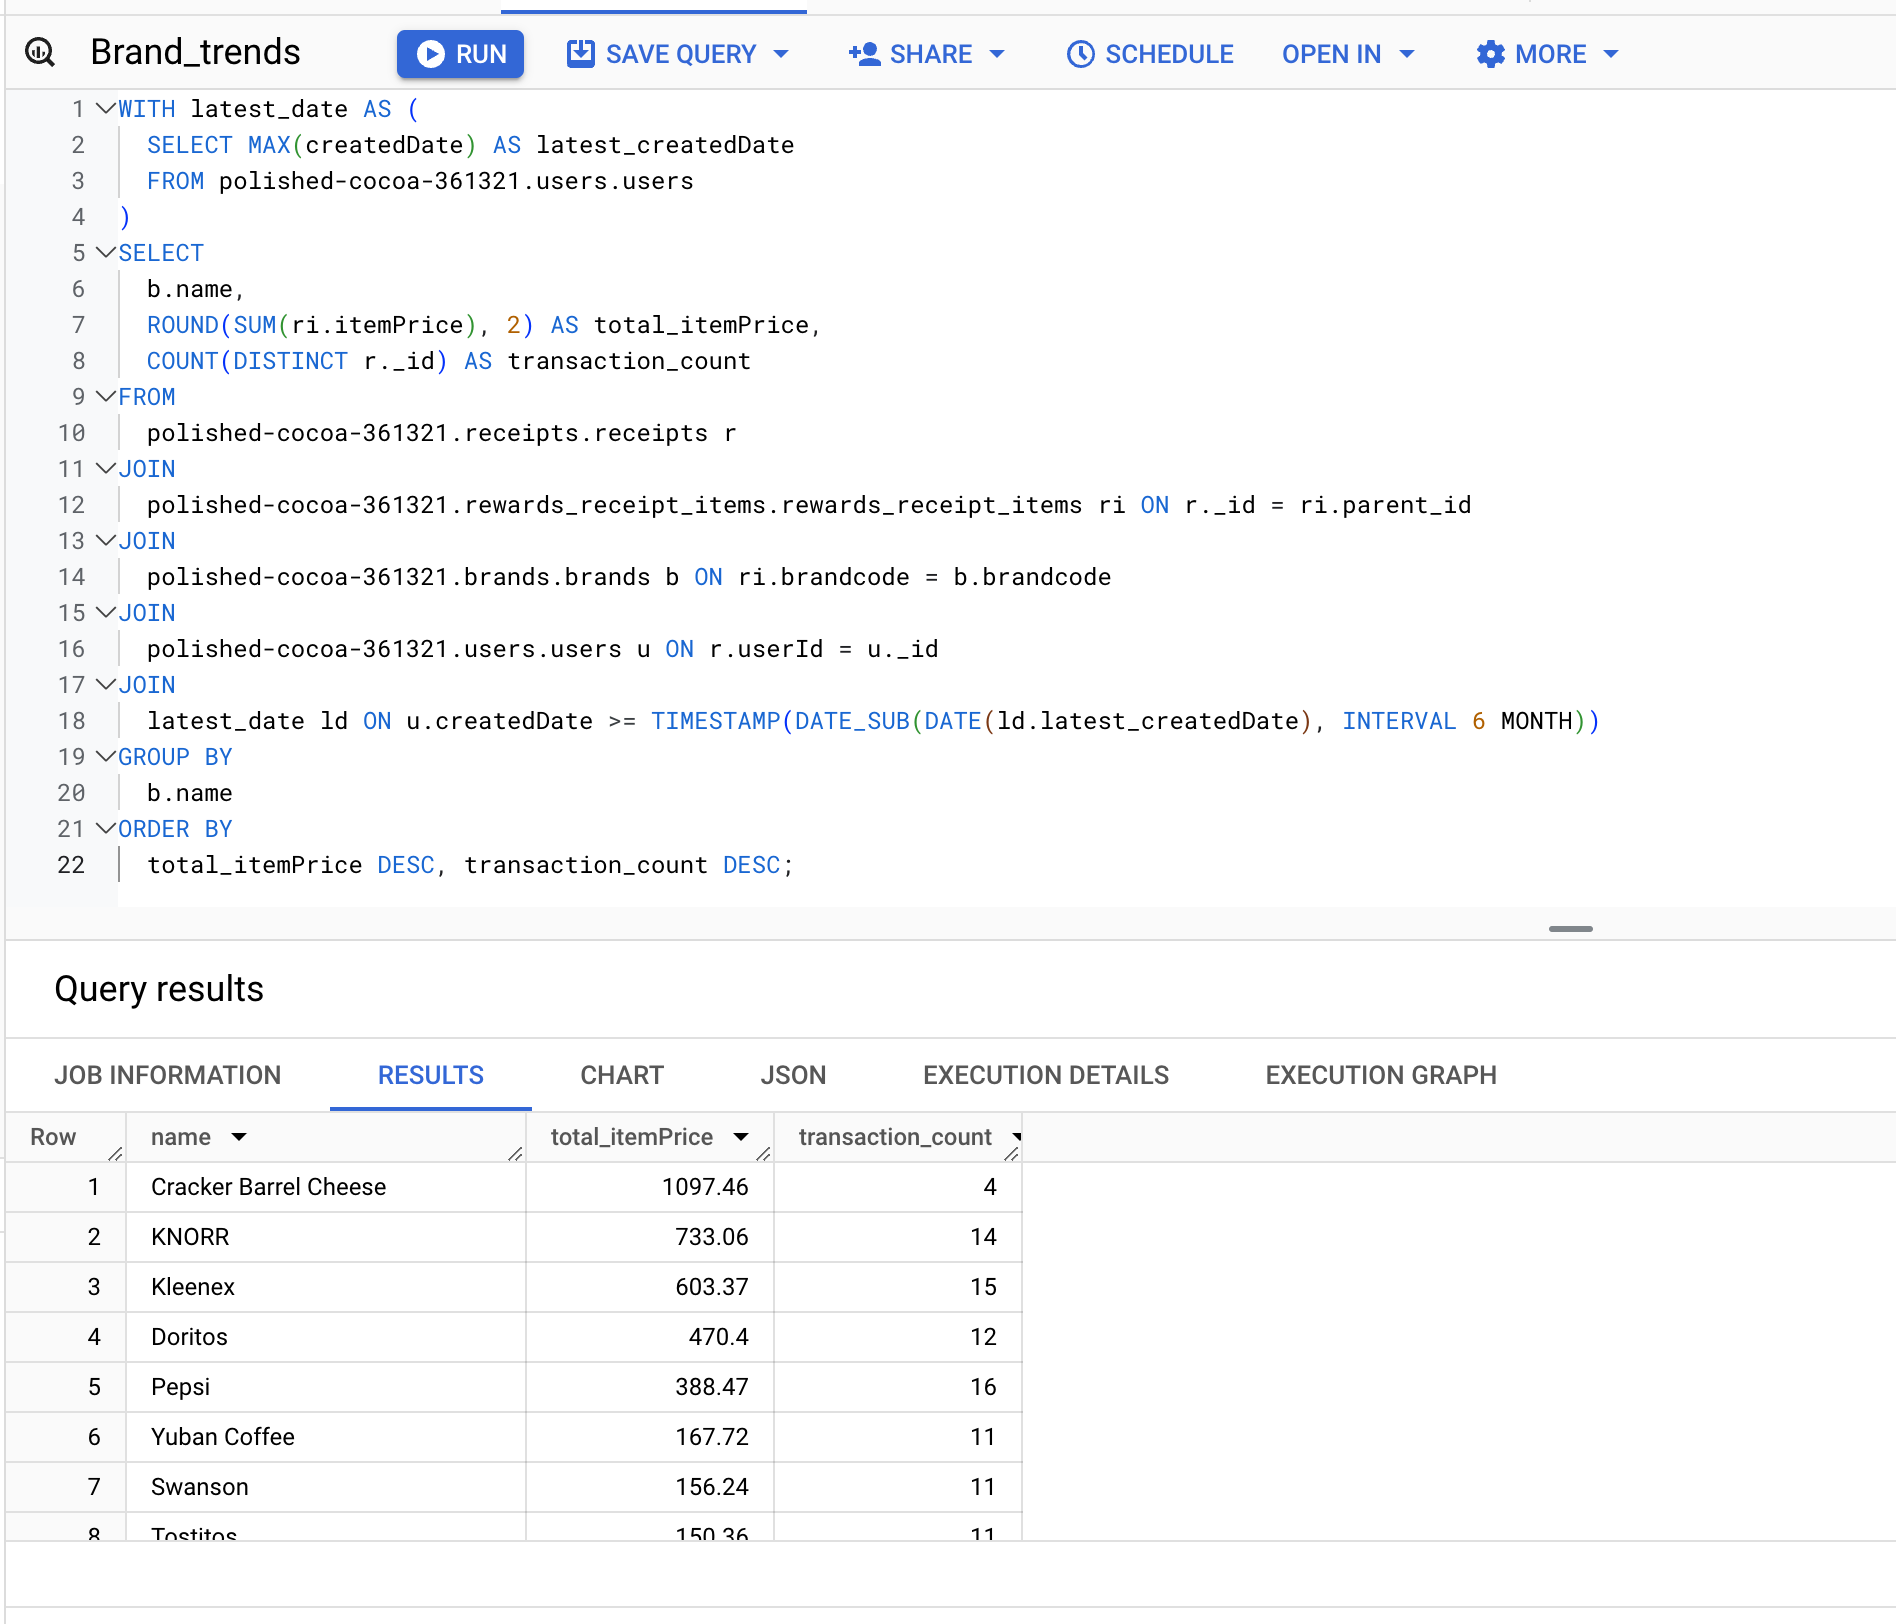 Brand_trends RUN SAVE QUERY SHARE SCHEDULE OPEN IN MORE
1 WITH latest_date AS (
2 SELECT MAX(createdDate) AS latest_createdDate
3 FROM polished-cocoa-361321.users.users
4 )
5 SELECT
6 b.name,
7 ROUND(SUM(ri.itemPrice), 2) AS total_itemPrice,
8 COUNT(DISTINCT r._id) AS transaction_count
9 FROM
10 polished-cocoa-361321.receipts.receipts r
11 JOIN
12 polished-cocoa-361321.rewards_receipt_items.rewards_receipt_items ri ON r._id = ri.parent_id
13 JOIN
14 polished-cocoa-361321.brands.brands b ON ri.brandcode = b.brandcode
15 JOIN
16 polished-cocoa-361321.users.users u ON r.userId = u._id
17 JOIN
18 latest_date ld ON u.createdDate >= TIMESTAMP(DATE_SUB(DATE(ld.latest_createdDate), INTERVAL 6 MONTH))
19 GROUP BY
20 b.name
21 ORDER BY
22 total_itemPrice DESC, transaction_count DESC;
Query results
JOB INFORMATION RESULTS CHART JSON EXECUTION DETAILS EXECUTION GRAPH
Row name total_itemPrice transaction_count
1 Cracker Barrel Cheese 1097.46 4
2 KNORR 733.06 14
3 Kleenex 603.37 15
4 Doritos 470.4 12
5 Pepsi 388.47 16
6 Yuban Coffee 167.72 11
7 Swanson 156.24 11
8 Tostitos 150.36 11